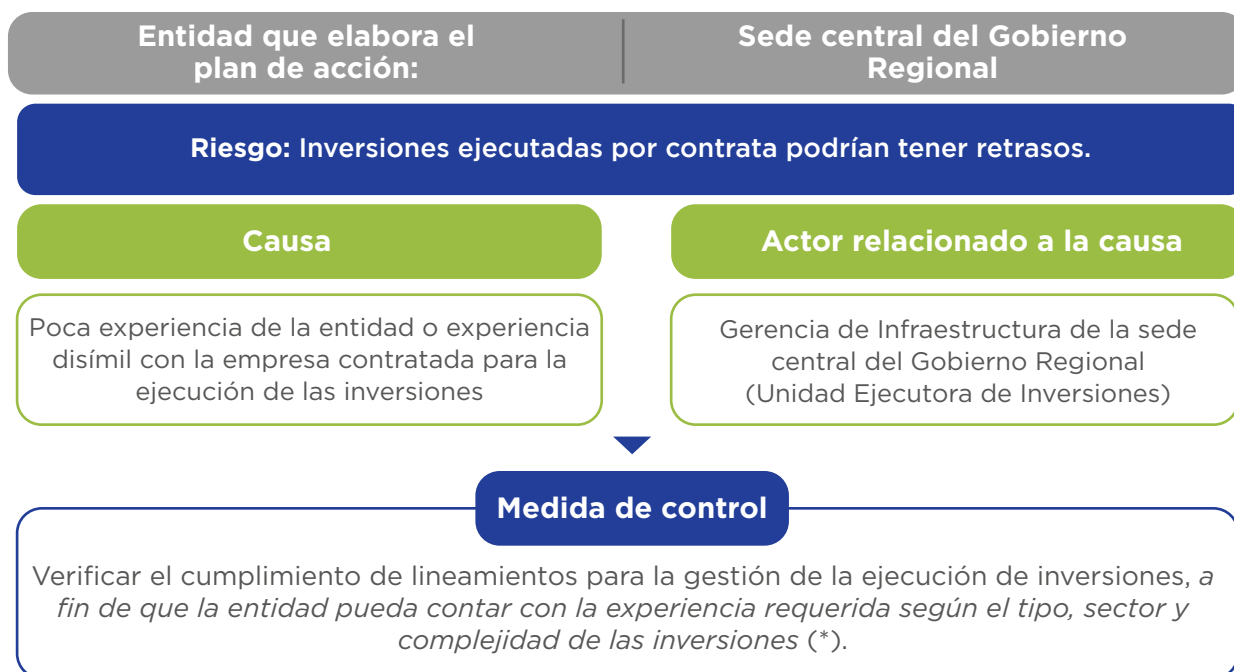 Entidad que elabora el
plan de acción:
Sede central del Gobierno
Regional
Riesgo: Inversiones ejecutadas por contrata podrían tener retrasos.
Causa
Poca experiencia de la entidad o experiencia
disímil con la empresa contratada para la
ejecución de las inversiones
Actor relacionado a la causa
Gerencia de Infraestructura de la sede
central del Gobierno Regional
(Unidad Ejecutora de Inversiones)
Medida de control
Verificar el cumplimiento de lineamientos para la gestión de la ejecución de inversiones, a
fin de que la entidad pueda contar con la experiencia requerida según el tipo, sector y
complejidad de las inversiones (*).